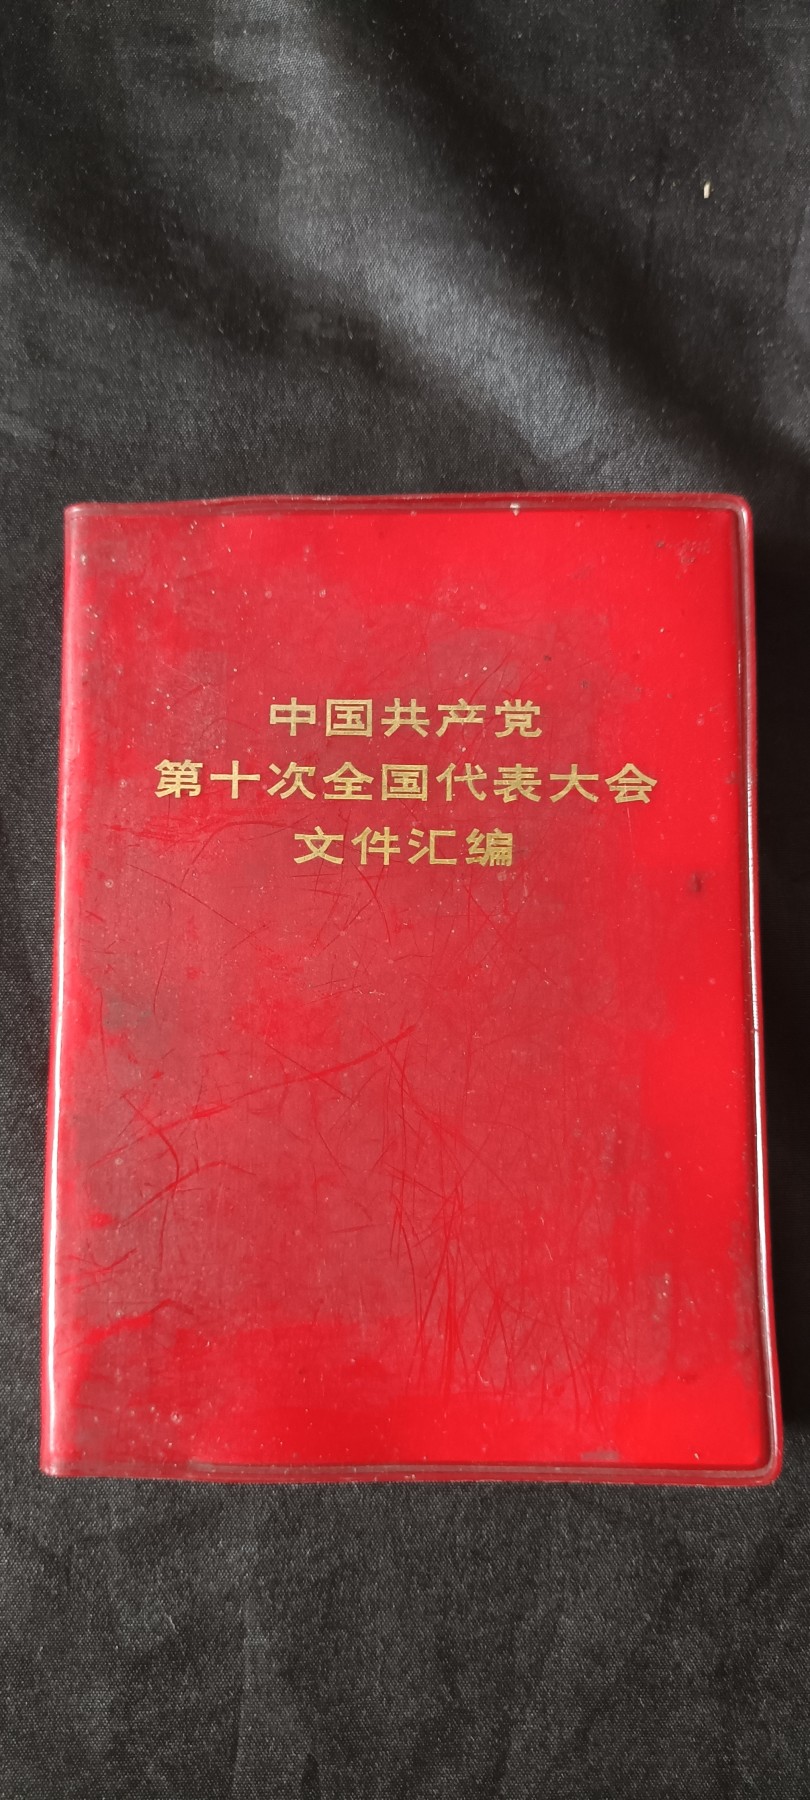 中国共产党
第十次全国代表大会
文件汇编